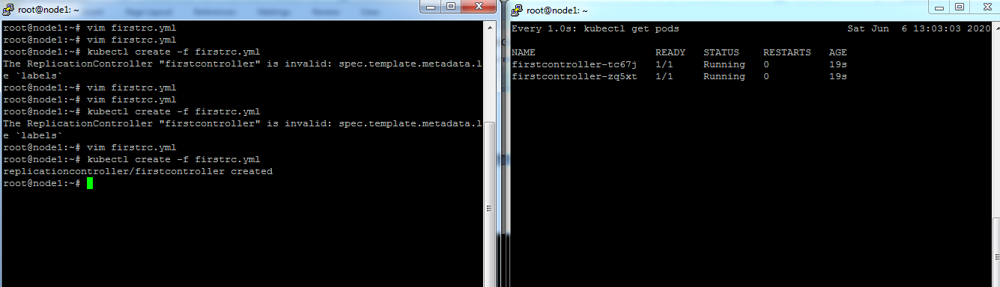 root@node1: ~
root@node1:~# vim firstrc.yml
root@node1:~# vim firstrc.yml
root@node1:~# kubectl create -f firstrc.yml
The ReplicationController "firstcontroller" is invalid: spec.template.metadata.l
e `labels`
root@node1:~# vim firstrc.yml
root@node1:~# vim firstrc.yml
root@node1:~# kubectl create -f firstrc.yml
The ReplicationController "firstcontroller" is invalid: spec.template.metadata.l
e `labels`
root@node1:~# vim firstrc.yml
root@node1:~# kubectl create -f firstrc.yml
replicationcontroller/firstcontroller created
root@node1:~#
root@node1: ~
Every 1.0s: kubectl get pods Sat Jun 6 13:03:03 2020
NAME READY STATUS RESTARTS AGE
firstcontroller-tc67j 1/1 Running 0 19s
firstcontroller-zq5xt 1/1 Running 0 19s